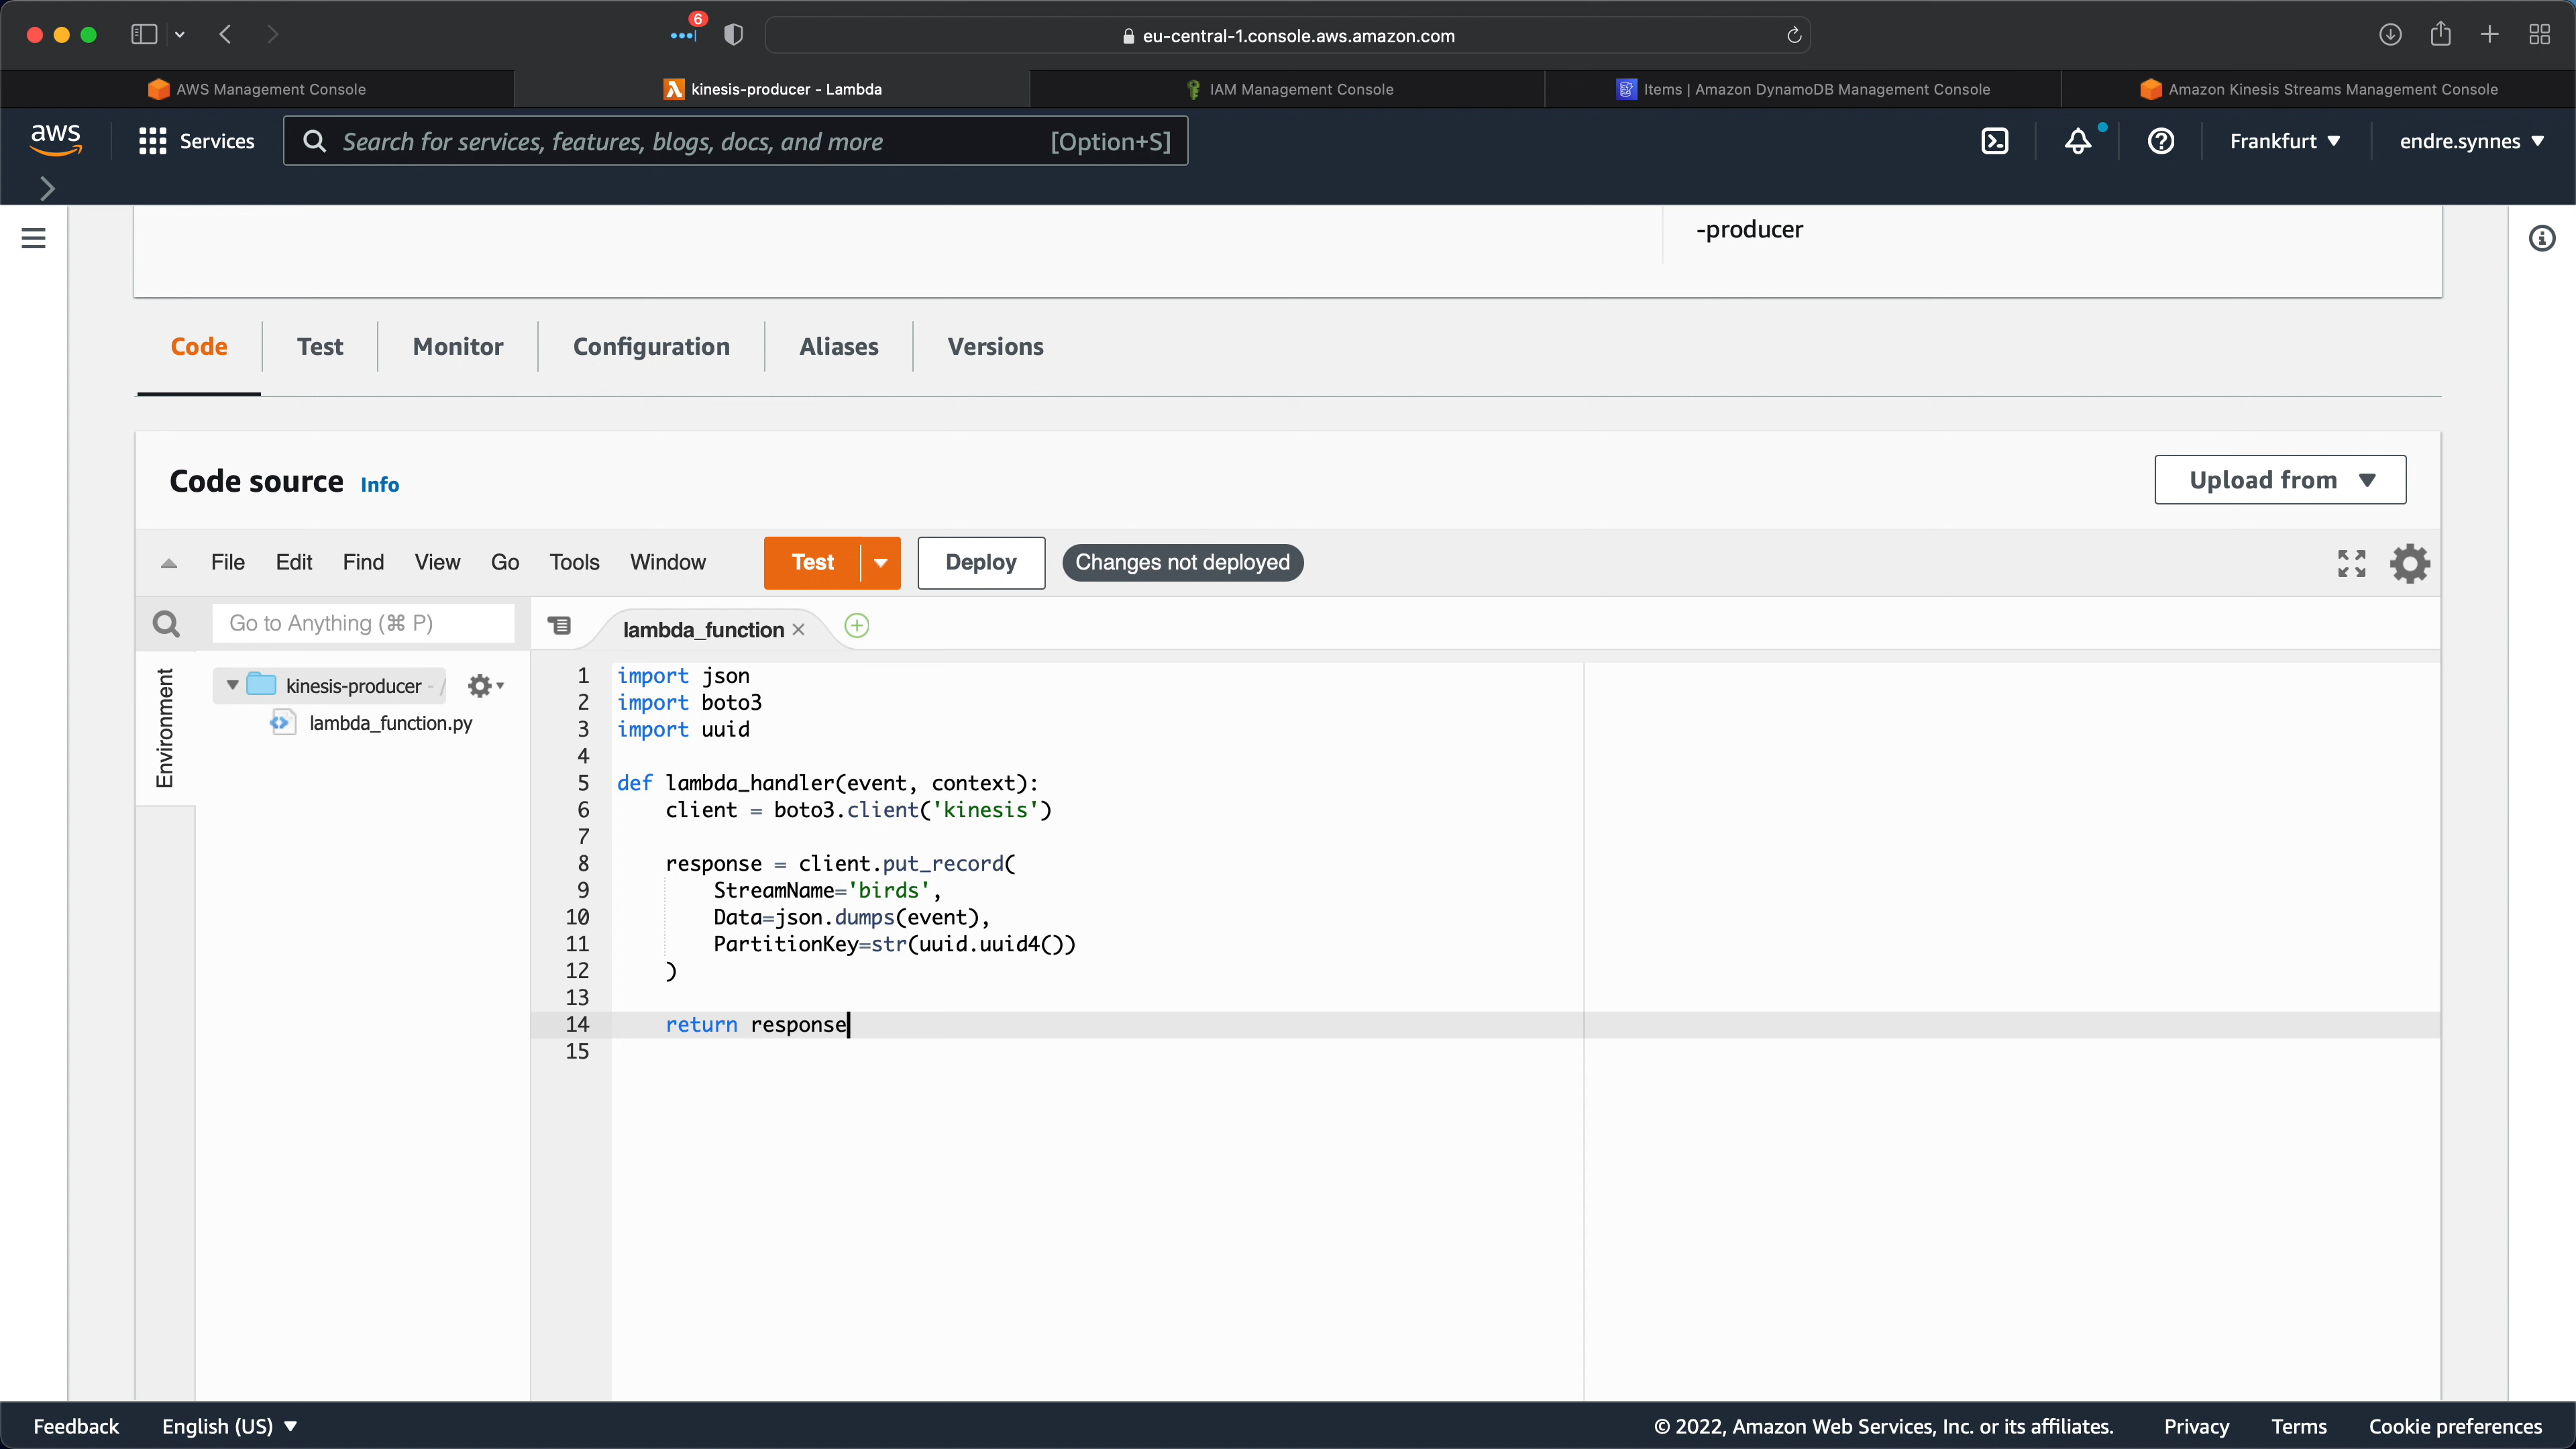 6
eu-central-1.console.aws.amazon.com
AWS Management Console
kinesis-producer - Lambda
IAM Management Console
Items | Amazon DynamoDB Management Console
Amazon Kinesis Streams Management Console
aws
Services
Search for services, features, blogs, docs, and more
[Option+S]
Frankfurt ▼
endre.synnes ▼
-producer
Code
Test
Monitor
Configuration
Aliases
Versions
Code source Info
Upload from ▼
File Edit Find View Go Tools Window
Test
Deploy
Changes not deployed
Go to Anything (⌘ P)
lambda_function ×
Environment
kinesis-producer - /
lambda_function.py
1 import json
2 import boto3
3 import uuid
4
5 def lambda_handler(event, context):
6     client = boto3.client('kinesis')
7
8     response = client.put_record(
9         StreamName='birds',
10         Data=json.dumps(event),
11         PartitionKey=str(uuid.uuid4())
12     )
13
14     return response
15
Feedback
English (US) ▼
© 2022, Amazon Web Services, Inc. or its affiliates.
Privacy
Terms
Cookie preferences